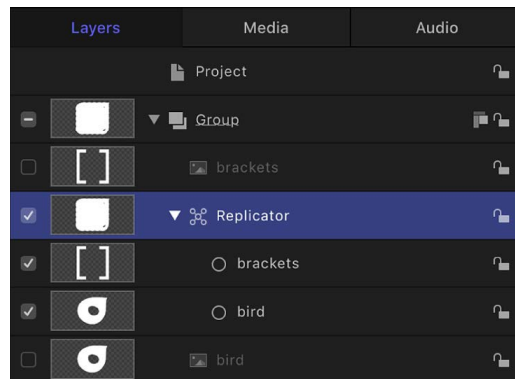 Layers Media Audio
Project
Group
brackets
Replicator
brackets
bird
bird